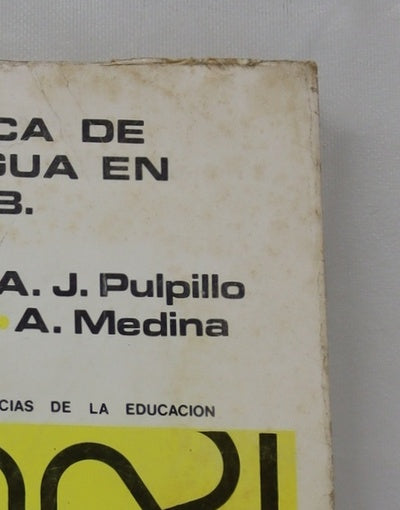 CA DE
GUA EN
B.
A. J. Pulpillo
A. Medina
CIAS DE LA EDUCACION